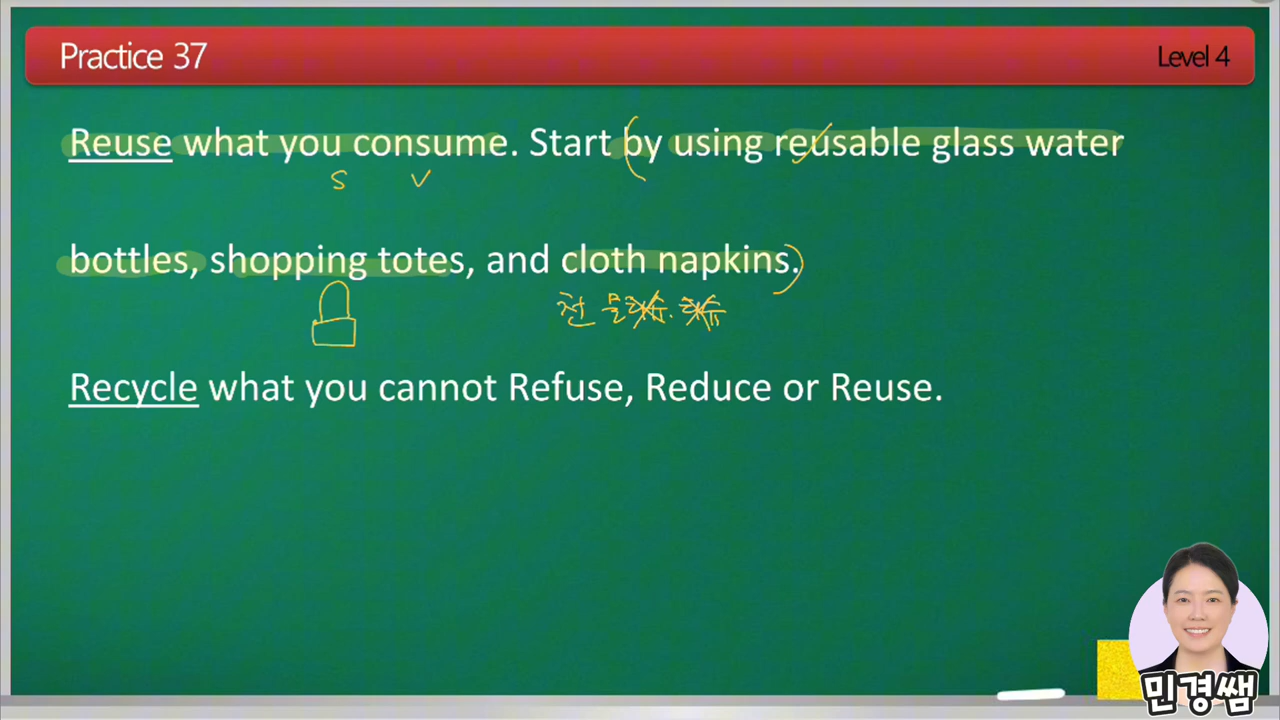 Practice 37
Level 4
Reuse what you consume. Start by using reusable glass water
S V
bottles, shopping totes, and cloth napkins.
천
Recycle what you cannot Refuse, Reduce or Reuse.
민경쌤